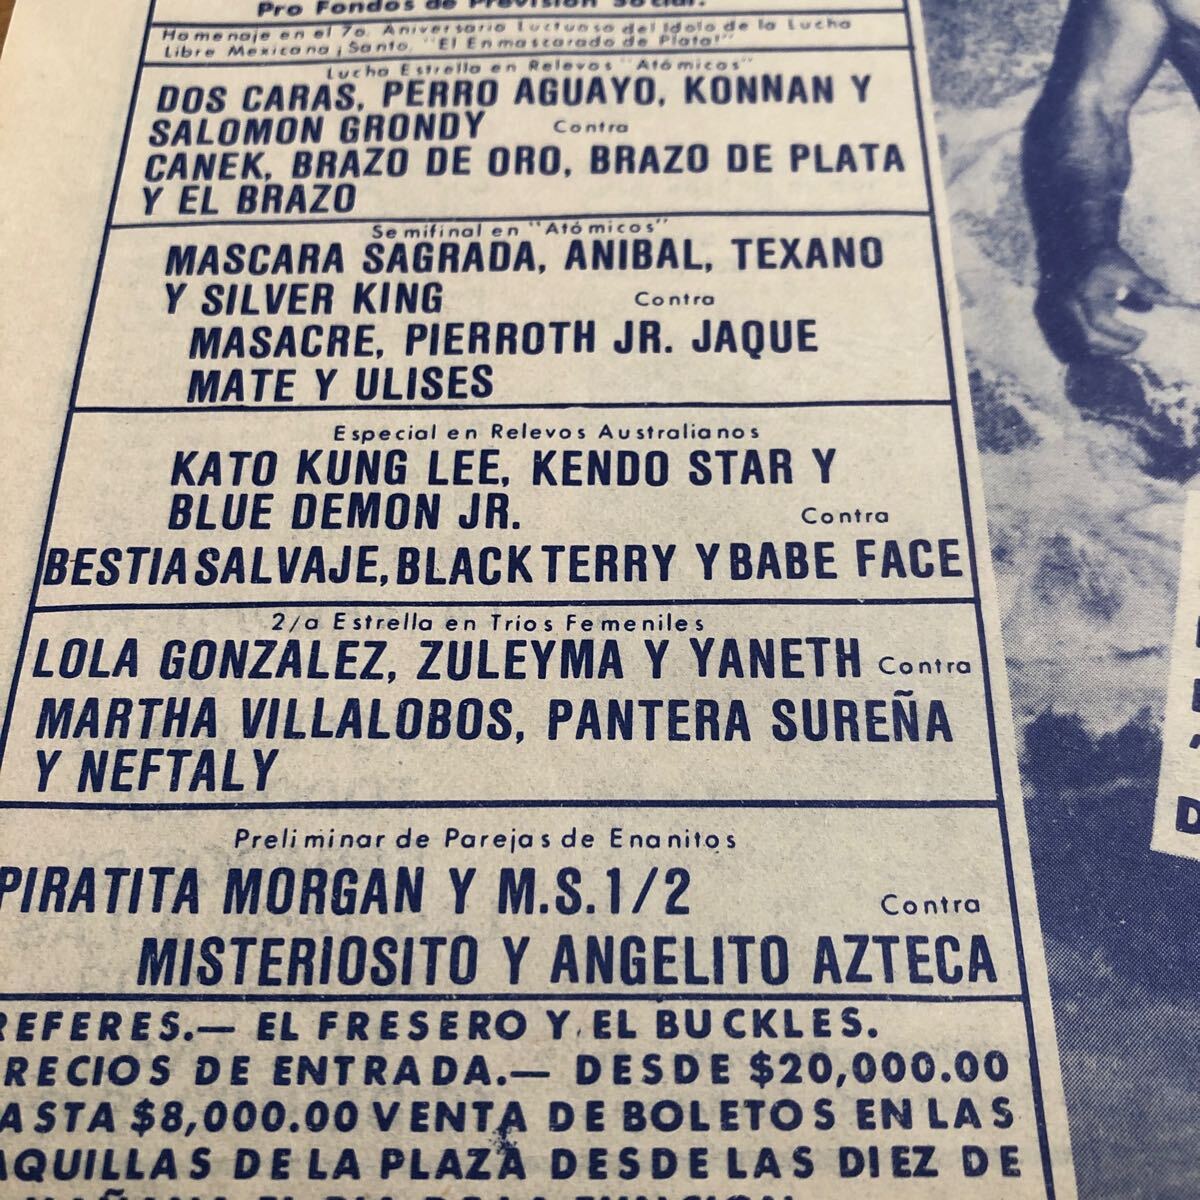 Pro Fondos de Previsión Social.
Homenaje en el 7o. Aniversario Luctuoso del Idolo de la Lucha
Libre Mexicana ¡Santo, "El Enmascarado de Plata!"
Lucha Estrella en Relevos "Atómicos"
DOS CARAS, PERRO AGUAYO, KONNAN Y
SALOMON GRONDY Contra
CANEK, BRAZO DE ORO, BRAZO DE PLATA
Y EL BRAZO
Semifinal en "Atómicos"
MASCARA SAGRADA, ANIBAL, TEXANO
Y SILVER KING Contra
MASACRE, PIERROTH JR. JAQUE
MATE Y ULISES
Especial en Relevos Australianos
KATO KUNG LEE, KENDO STAR Y
BLUE DEMON JR. Contra
BESTIA SALVAJE, BLACK TERRY Y BABE FACE
2/a Estrella en Trios Femeniles
LOLA GONZALEZ, ZULEYMA Y YANETH Contra
MARTHA VILLALOBOS, PANTERA SUREÑA
Y NEFTALY
Preliminar de Parejas de Enanitos
PIRATITA MORGAN Y M.S.1/2 Contra
MISTERIOSITO Y ANGELITO AZTECA
REFERES.— EL FRESERO Y EL BUCKLES.
RECIOS DE ENTRADA.— DESDE $20,000.00
ASTA $8,000.00 VENTA DE BOLETOS EN LAS
AQUILLAS DE LA PLAZA DESDE LAS DIEZ DE